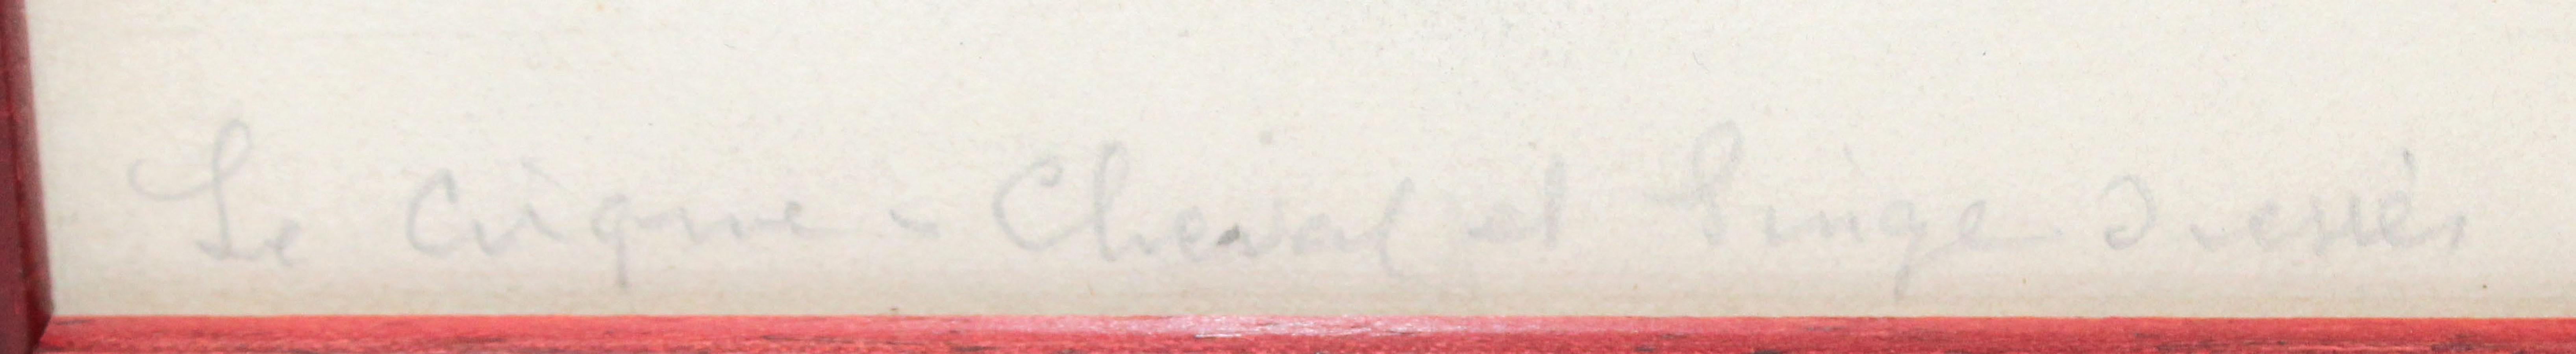 Le Cirque - Cheval et Singe dressés